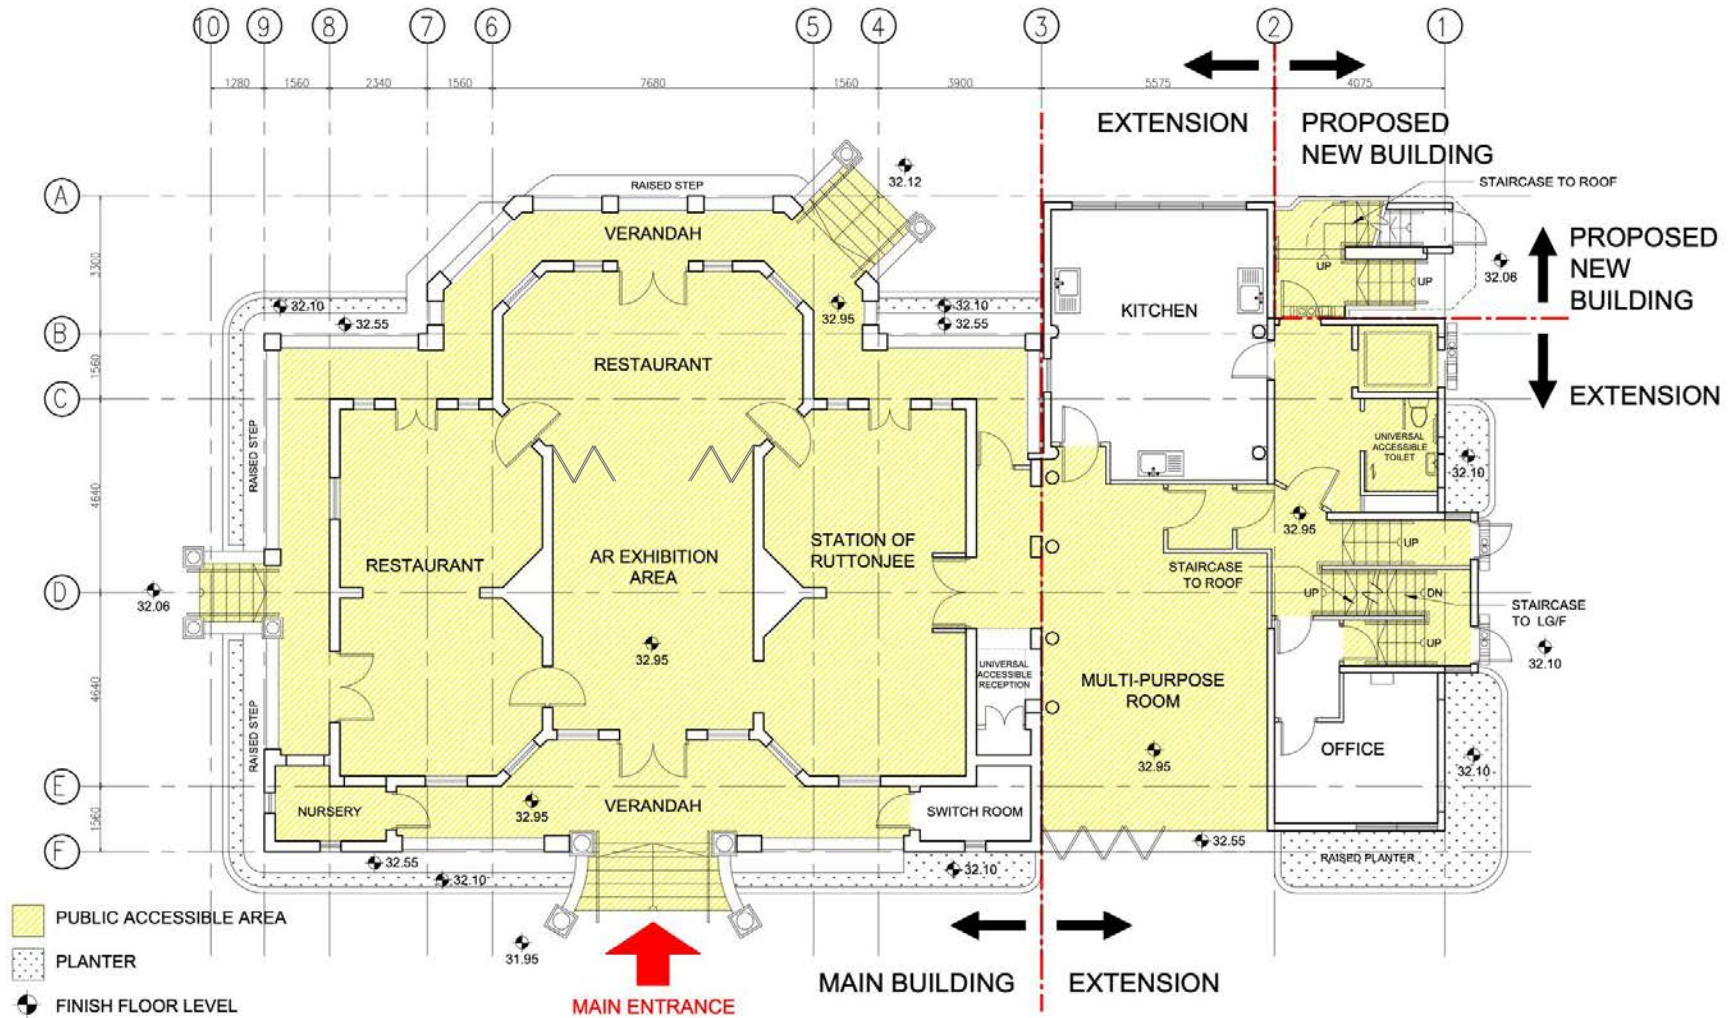 10 9 8 7 6 5 4 3 2 1
1280 1560 2340 1560 7680 1560 3900 5575 4075
EXTENSION
PROPOSED
NEW BUILDING
A
RAISED STEP
32.12
STAIRCASE TO ROOF
VERANDAH
PROPOSED
NEW
BUILDING
3300
UP
UP
32.06
32.10
32.55
32.95
32.10
32.55
KITCHEN
B
1560
RESTAURANT
EXTENSION
C
UNIVERSAL
ACCESSIBLE
TOILET
RAISED STEP
32.10
4640
32.95
STATION OF
RUTTONJEE
AR EXHIBITION
AREA
RESTAURANT
UP
STAIRCASE
TO ROOF
D
32.06
UP
DN
STAIRCASE
TO LG/F
UP
32.10
32.95
UNIVERSAL
ACCESSIBLE
RECEPTION
4640
MULTI-PURPOSE
ROOM
RAISED STEP
32.95
OFFICE
32.10
E
NURSERY
32.95
VERANDAH
SWITCH ROOM
1560
F
32.55
32.10
32.10
32.55
RAISED PLANTER
PUBLIC ACCESSIBLE AREA
31.95
PLANTER
MAIN BUILDING
EXTENSION
FINISH FLOOR LEVEL
MAIN ENTRANCE